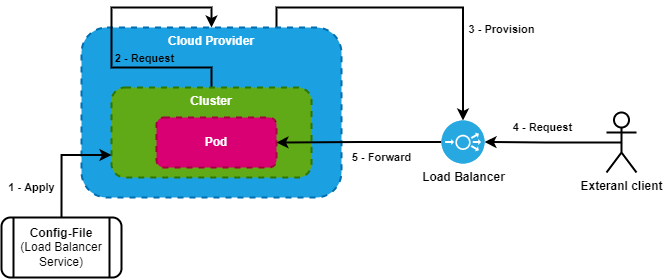 Cloud Provider
2 - Request
3 - Provision
Cluster
Pod
4 - Request
5 - Forward
Load Balancer
Exteranl client
1 - Apply
Config-File
(Load Balancer
Service)